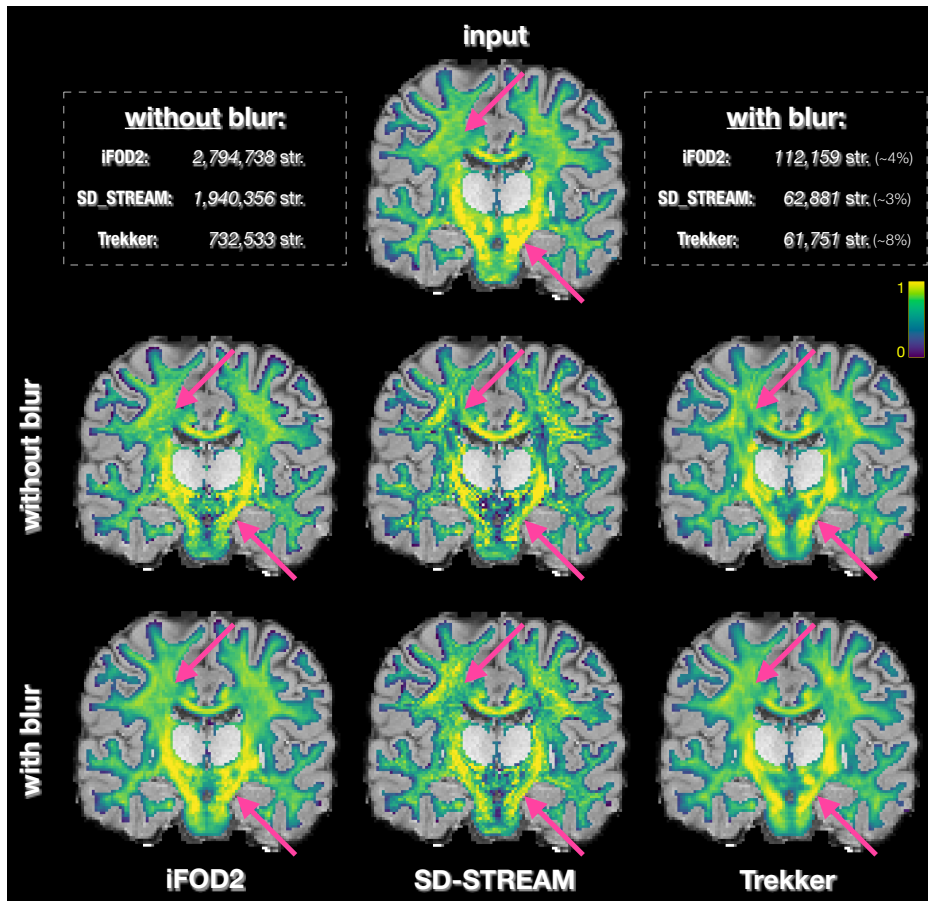 input
without blur:
iFOD2: 2,794,738 str.
SD_STREAM: 1,940,356 str.
Trekker: 732,533 str.
with blur:
iFOD2: 112,159 str. (~4%)
SD_STREAM: 62,881 str. (~3%)
Trekker: 61,751 str. (~8%)
1
0
without blur
with blur
iFOD2
SD-STREAM
Trekker